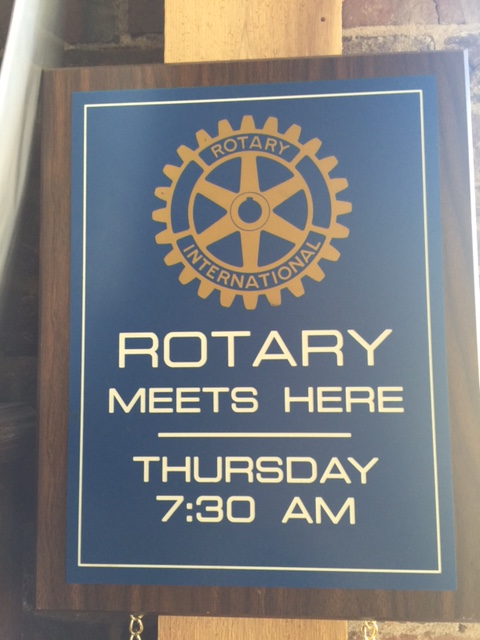 ROTARY
INTERNATIONAL
ROTARY
MEETS HERE
THURSDAY
7:30 AM